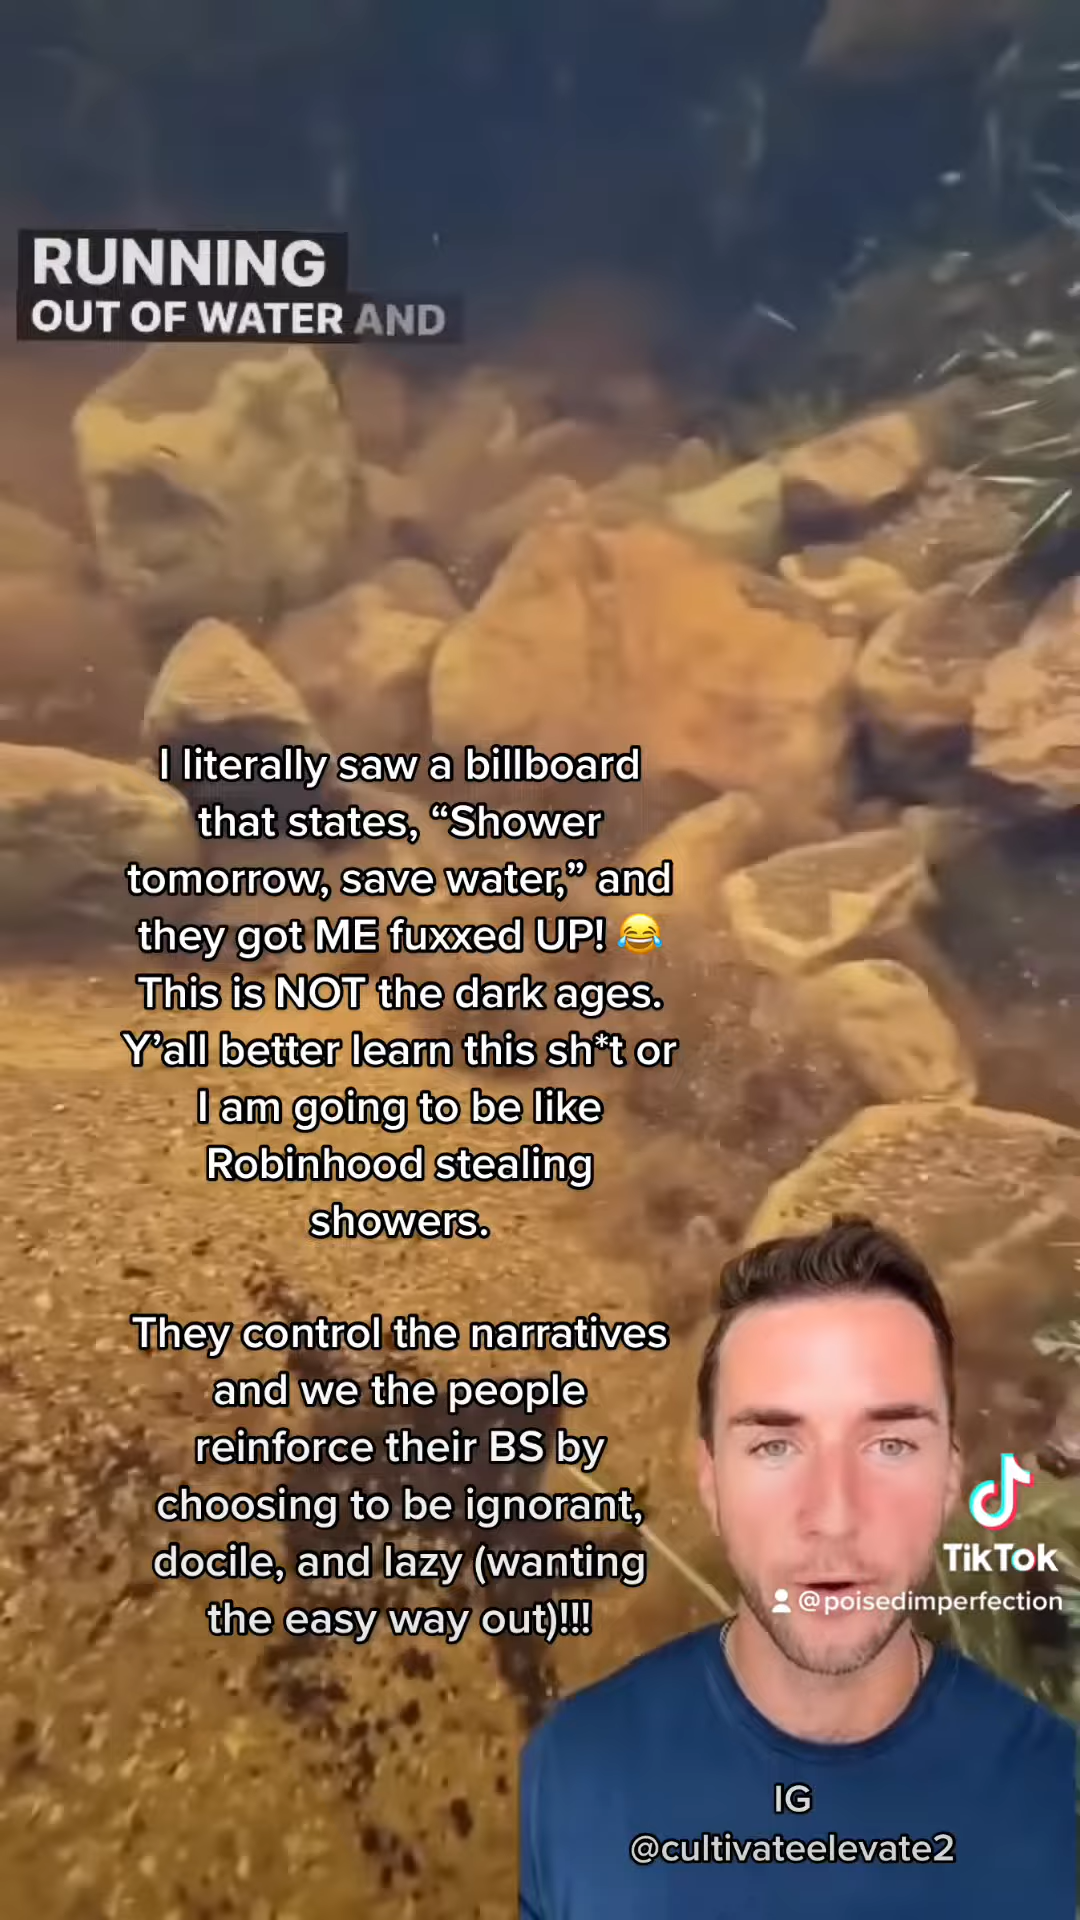 RUNNING
OUT OF WATER AND
I literally saw a billboard
that states, “Shower
tomorrow, save water,” and
they got ME fuxxed UP! 😂
This is NOT the dark ages.
Y’all better learn this sh*t or
I am going to be like
Robinhood stealing
showers.
They control the narratives
and we the people
reinforce their BS by
choosing to be ignorant,
docile, and lazy (wanting
the easy way out)!!!
TikTok
@poisedimperfection
IG
@cultivateelevate2